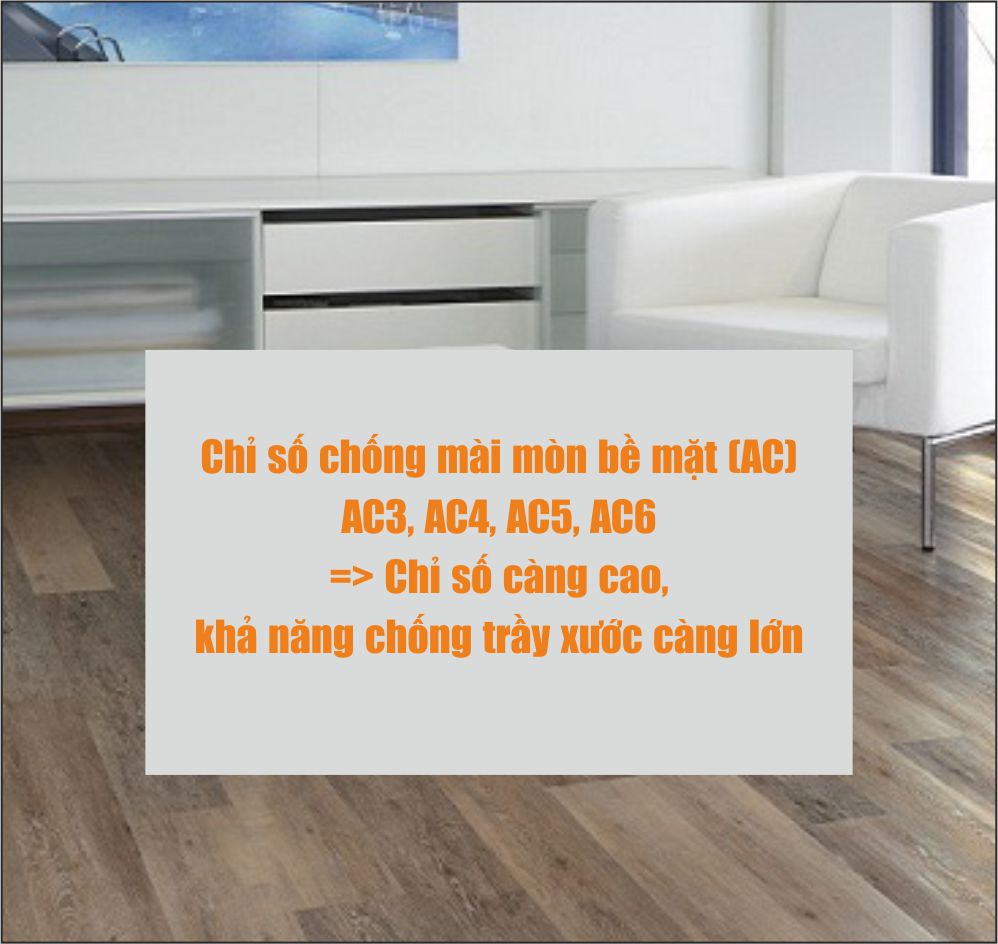 Chỉ số chống mài mòn bề mặt (AC)
AC3, AC4, AC5, AC6
=> Chỉ số càng cao,
khả năng chống trầy xước càng lớn